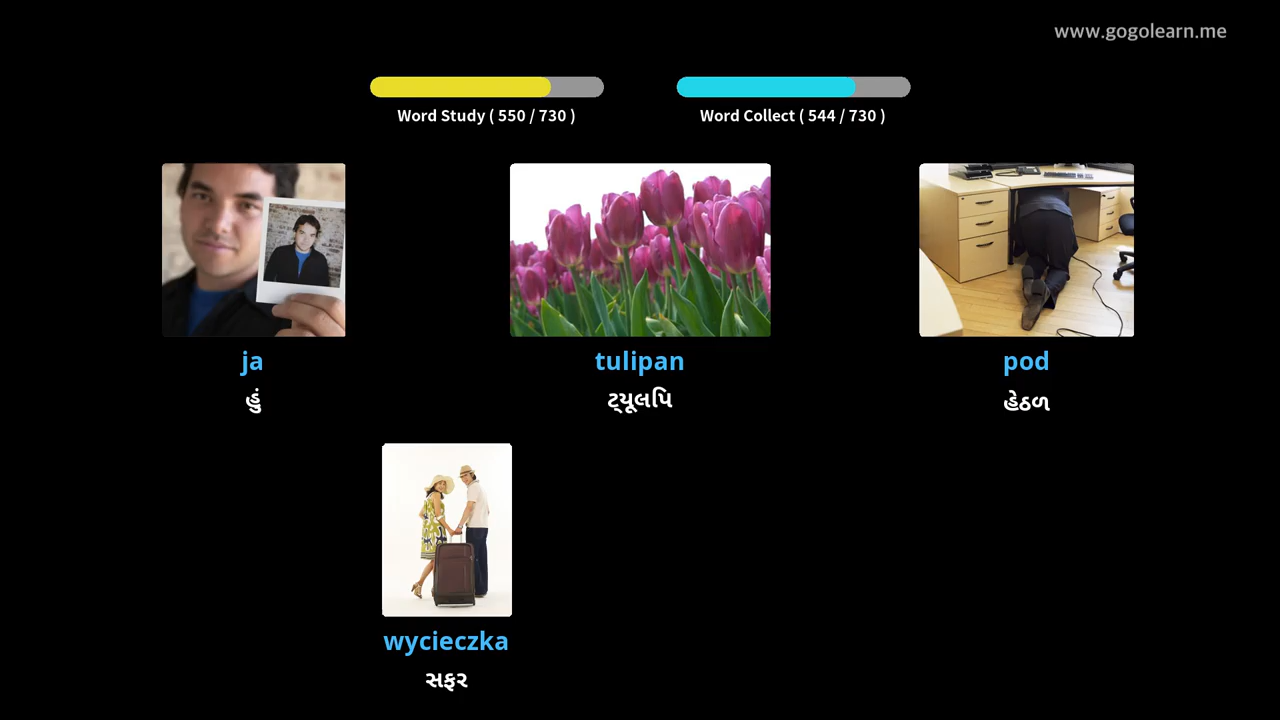 www.gogolearn.me
Word Study ( 550 / 730 )
Word Collect ( 544 / 730 )
ja
હું
tulipan
ટ્યૂલપિ
pod
હેઠળ
wycieczka
સફર